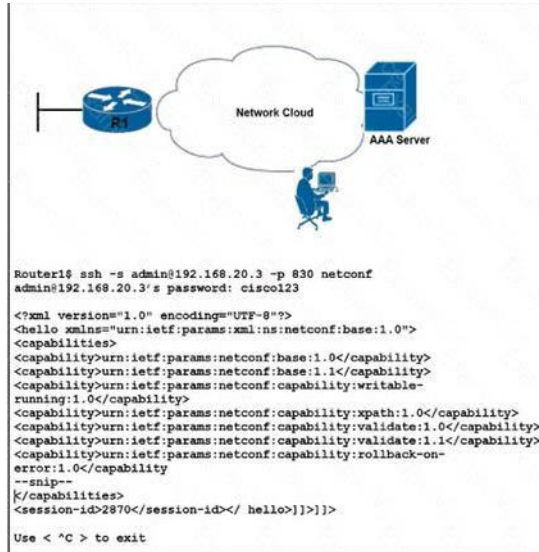 Network Cloud
R1
AAA Server
Router1$ ssh -s admin@192.168.20.3 -p 830 netconf
admin@192.168.20.3's password: cisco123
<?xml version="1.0" encoding="UTF-8"?>
<hello xmlns="urn:ietf:params:xml:ns:netconf:base:1.0">
<capabilities>
<capability>urn:ietf:params:netconf:base:1.0</capability>
<capability>urn:ietf:params:netconf:base:1.1</capability>
<capability>urn:ietf:params:netconf:capability:writable-
running:1.0</capability>
<capability>urn:ietf:params:netconf:capability:xpath:1.0</capability>
<capability>urn:ietf:params:netconf:capability:validate:1.0</capability>
<capability>urn:ietf:params:netconf:capability:validate:1.1</capability>
<capability>urn:ietf:params:netconf:capability:rollback-on-
error:1.0</capability
--snip--
</capabilities>
<session-id>2870</session-id></ hello>]]>]]>
Use < ^C > to exit